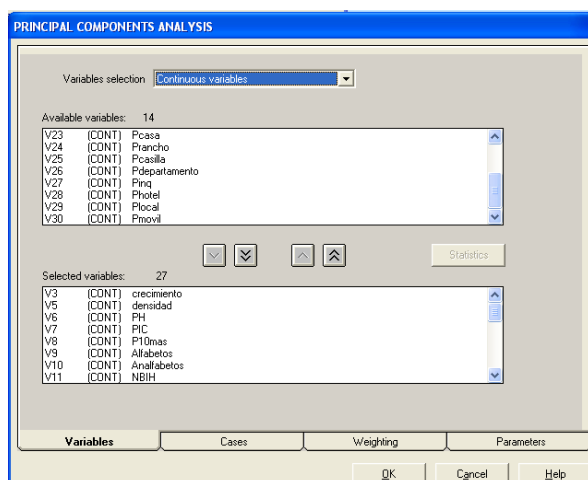 PRINCIPAL COMPONENTS ANALYSIS
Variables selection Continuous variables
Available variables: 14
V23 (CONT) Pcasa
V24 (CONT) Prancho
V25 (CONT) Pcasilla
V26 (CONT) Pdepartamento
V27 (CONT) Pinq
V28 (CONT) Photel
V29 (CONT) Plocal
V30 (CONT) Pmovil
Statistics
Selected variables: 27
V3 (CONT) crecimiento
V5 (CONT) densidad
V6 (CONT) PH
V7 (CONT) PIC
V8 (CONT) P10mas
V9 (CONT) Alfabetos
V10 (CONT) Analfabetos
V11 (CONT) NBIH
Variables Cases Weighting Parameters
OK Cancel Help